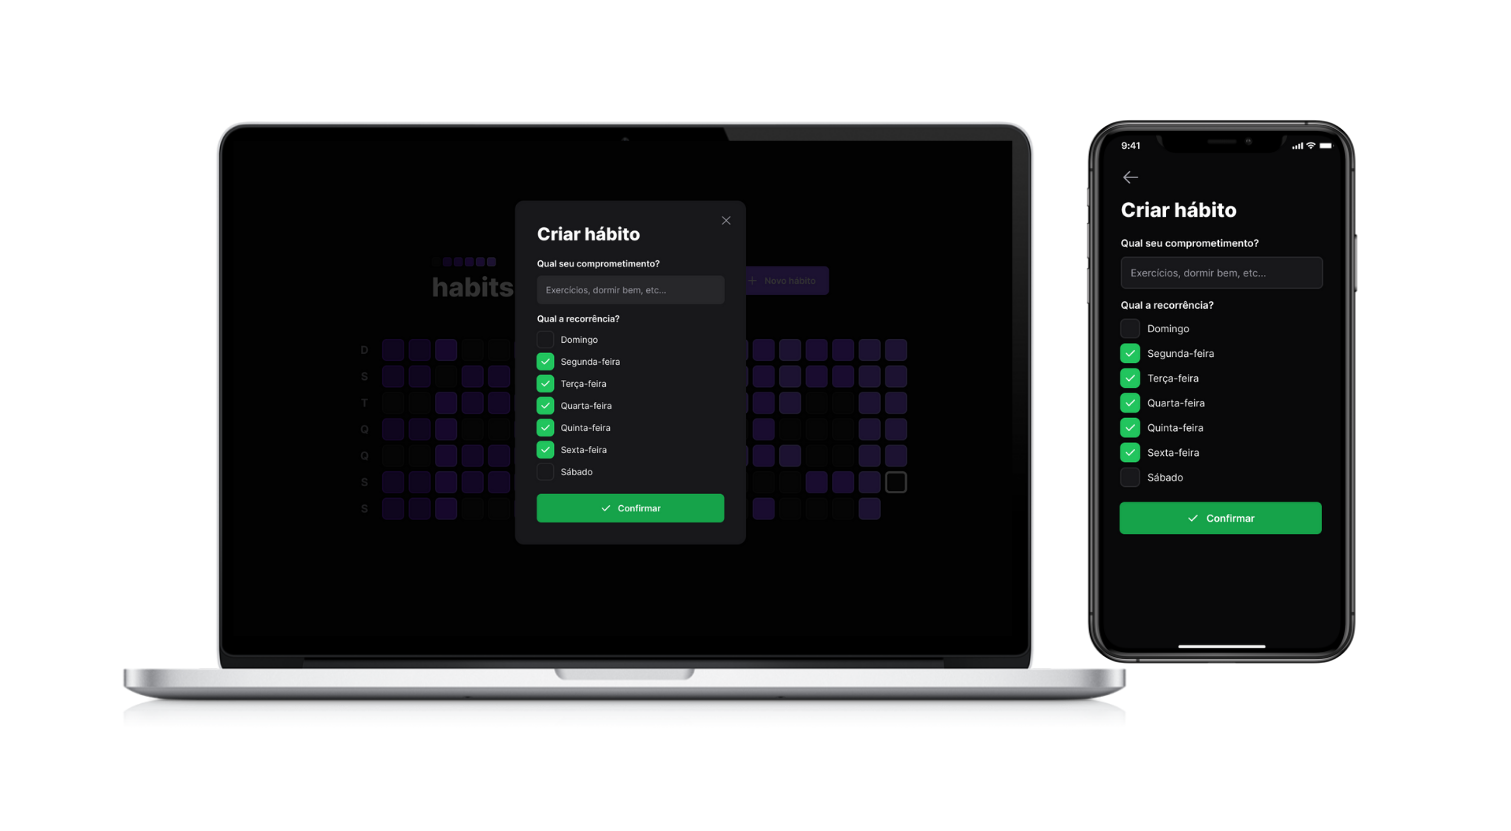 habits
Novo hábito
D
S
T
Q
Q
S
S
Criar hábito
Qual seu comprometimento?
Exercícios, dormir bem, etc...
Qual a recorrência?
Domingo
Segunda-feira
Terça-feira
Quarta-feira
Quinta-feira
Sexta-feira
Sábado
Confirmar
9:41
Criar hábito
Qual seu comprometimento?
Exercícios, dormir bem, etc...
Qual a recorrência?
Domingo
Segunda-feira
Terça-feira
Quarta-feira
Quinta-feira
Sexta-feira
Sábado
Confirmar